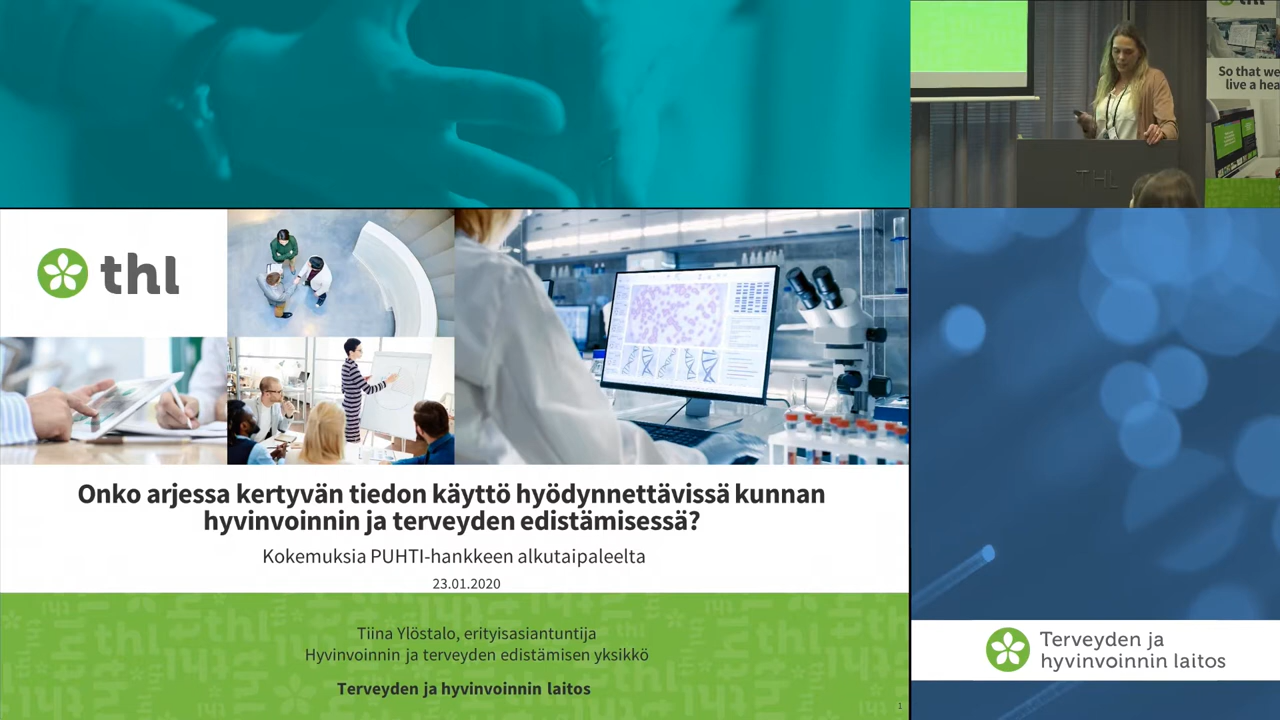 thl
So that we
live a hea
THL
thl
Onko arjessa kertyvän tiedon käyttö hyödynnettävissä kunnan
hyvinvoinnin ja terveyden edistämisessä?
Kokemuksia PUHTI-hankkeen alkutaipaleelta
23.01.2020
Tiina Ylöstalo, erityisasiantuntija
Hyvinvoinnin ja terveyden edistämisen yksikkö
Terveyden ja hyvinvoinnin laitos
1
Terveyden ja
hyvinvoinnin laitos